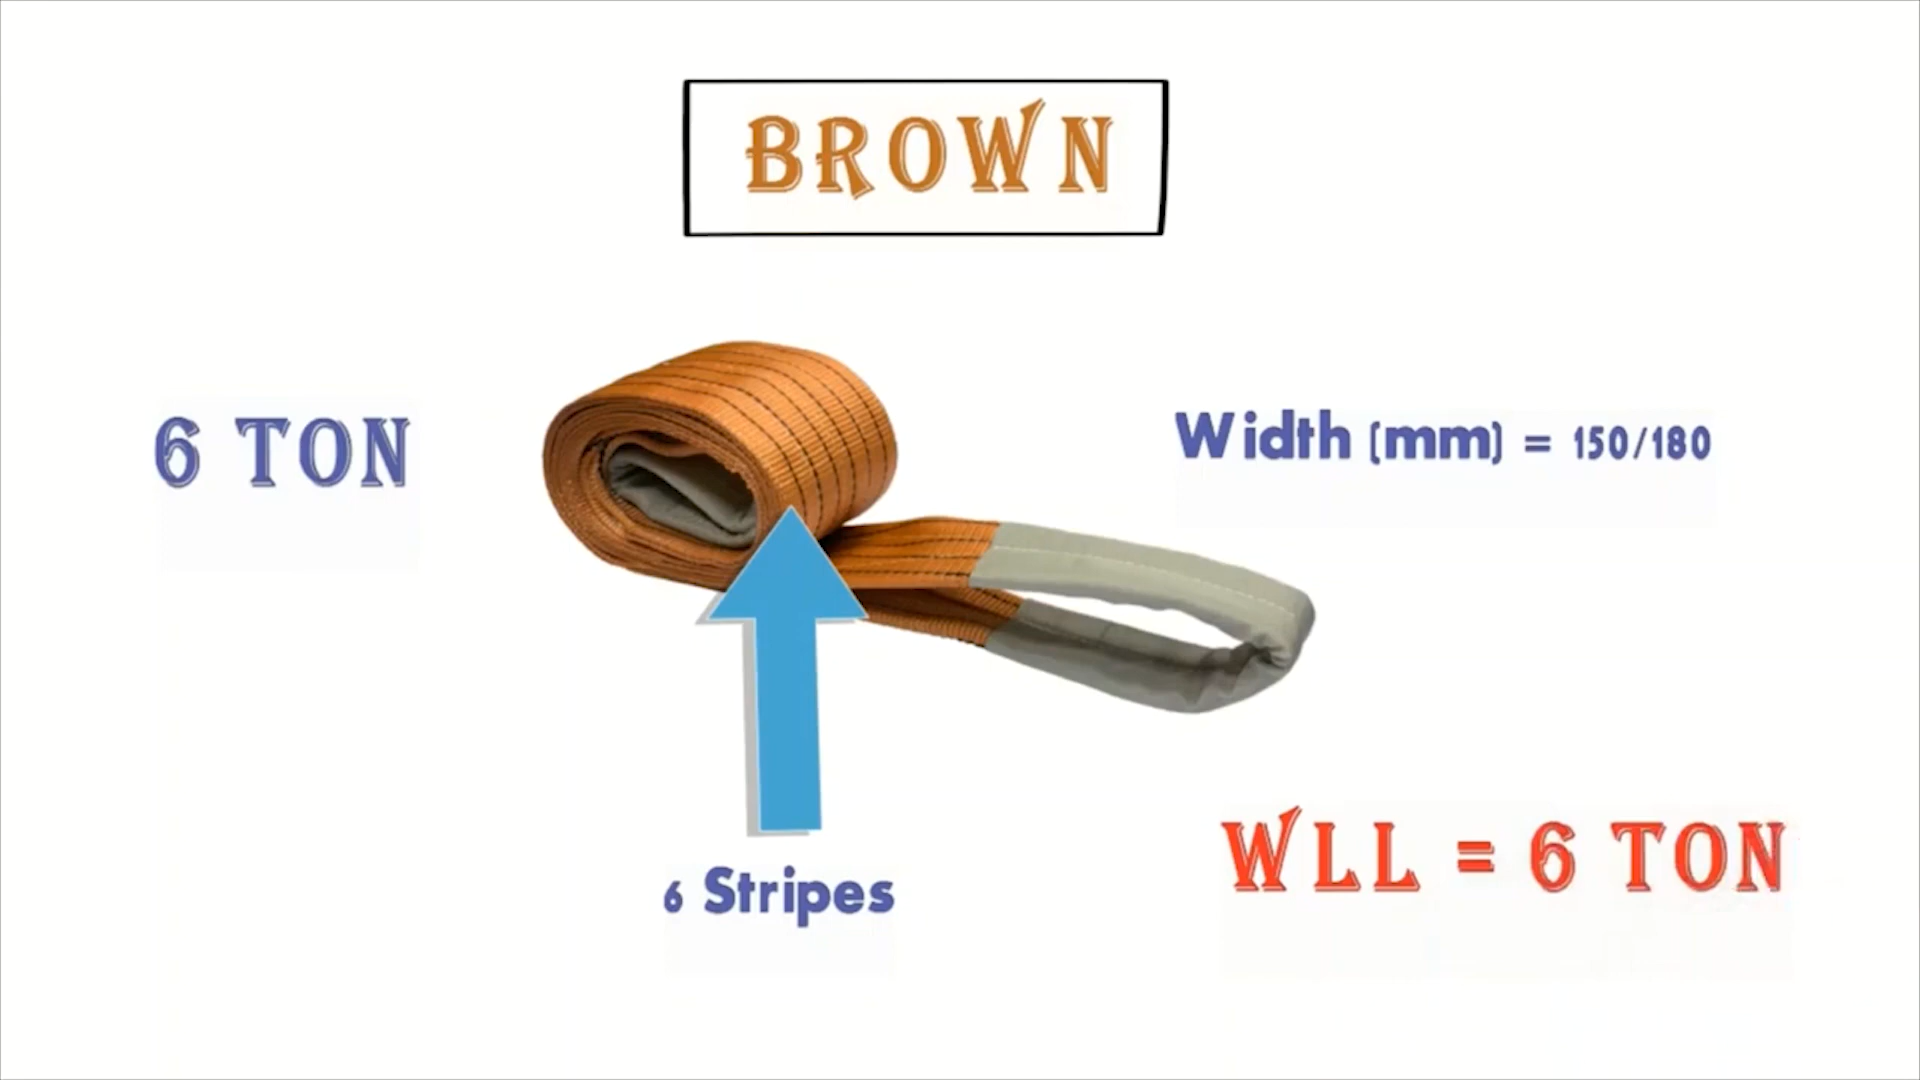 BROWN
6 TON
Width (mm) = 150/180
6 Stripes
WLL = 6 TON